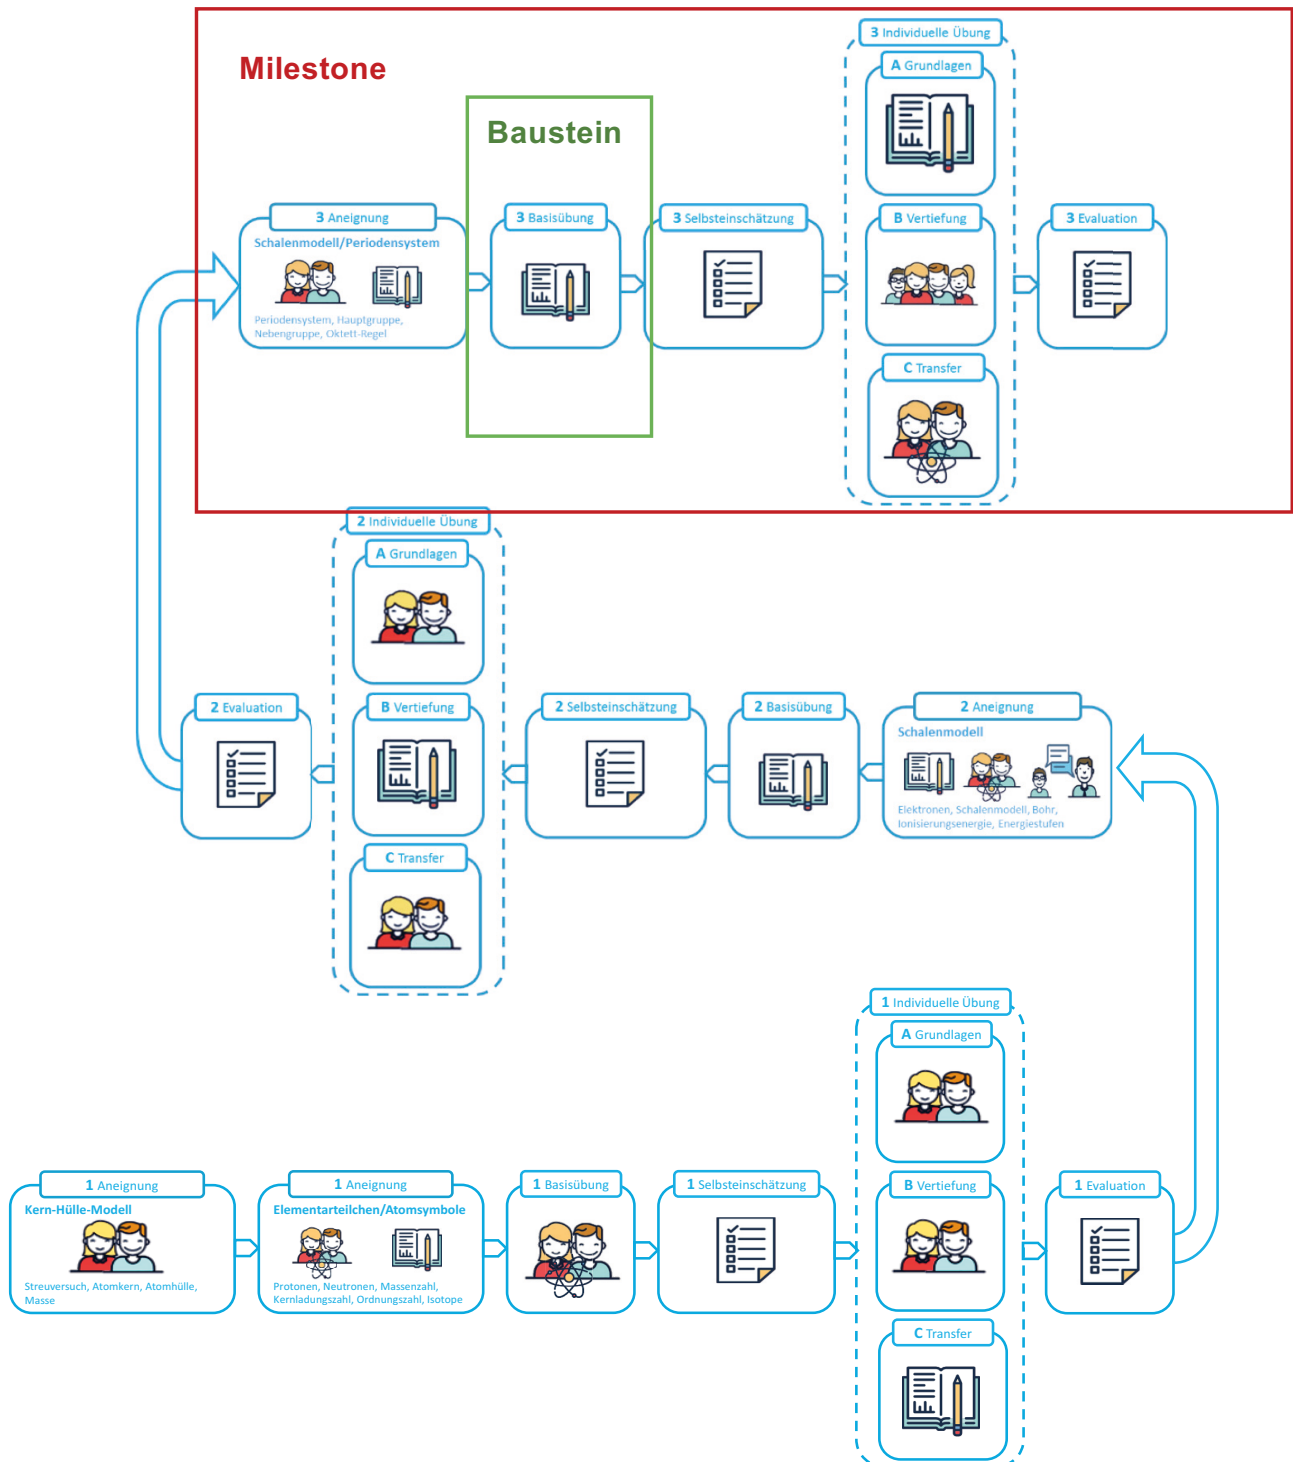 Milestone
Baustein
3 Individuelle Übung
A Grundlagen
3 Aneignung
Schalenmodell/Periodensystem
Periodensystem, Hauptgruppe,
Nebengruppe, Oktett-Regel
3 Basisübung
3 Selbsteinschätzung
B Vertiefung
3 Evaluation
C Transfer
2 Individuelle Übung
A Grundlagen
2 Evaluation
B Vertiefung
2 Selbsteinschätzung
2 Basisübung
2 Aneignung
Schalenmodell
Elektronen, Schalenmodell, Bohr,
Ionisierungsenergie, Energiestufen
C Transfer
1 Individuelle Übung
A Grundlagen
1 Aneignung
Kern-Hülle-Modell
Streuversuch, Atomkern, Atomhülle,
Masse
1 Aneignung
Elementarteilchen/Atomsymbole
Protonen, Neutronen, Massenzahl,
Kernladungszahl, Ordnungszahl, Isotope
1 Basisübung
1 Selbsteinschätzung
B Vertiefung
1 Evaluation
C Transfer